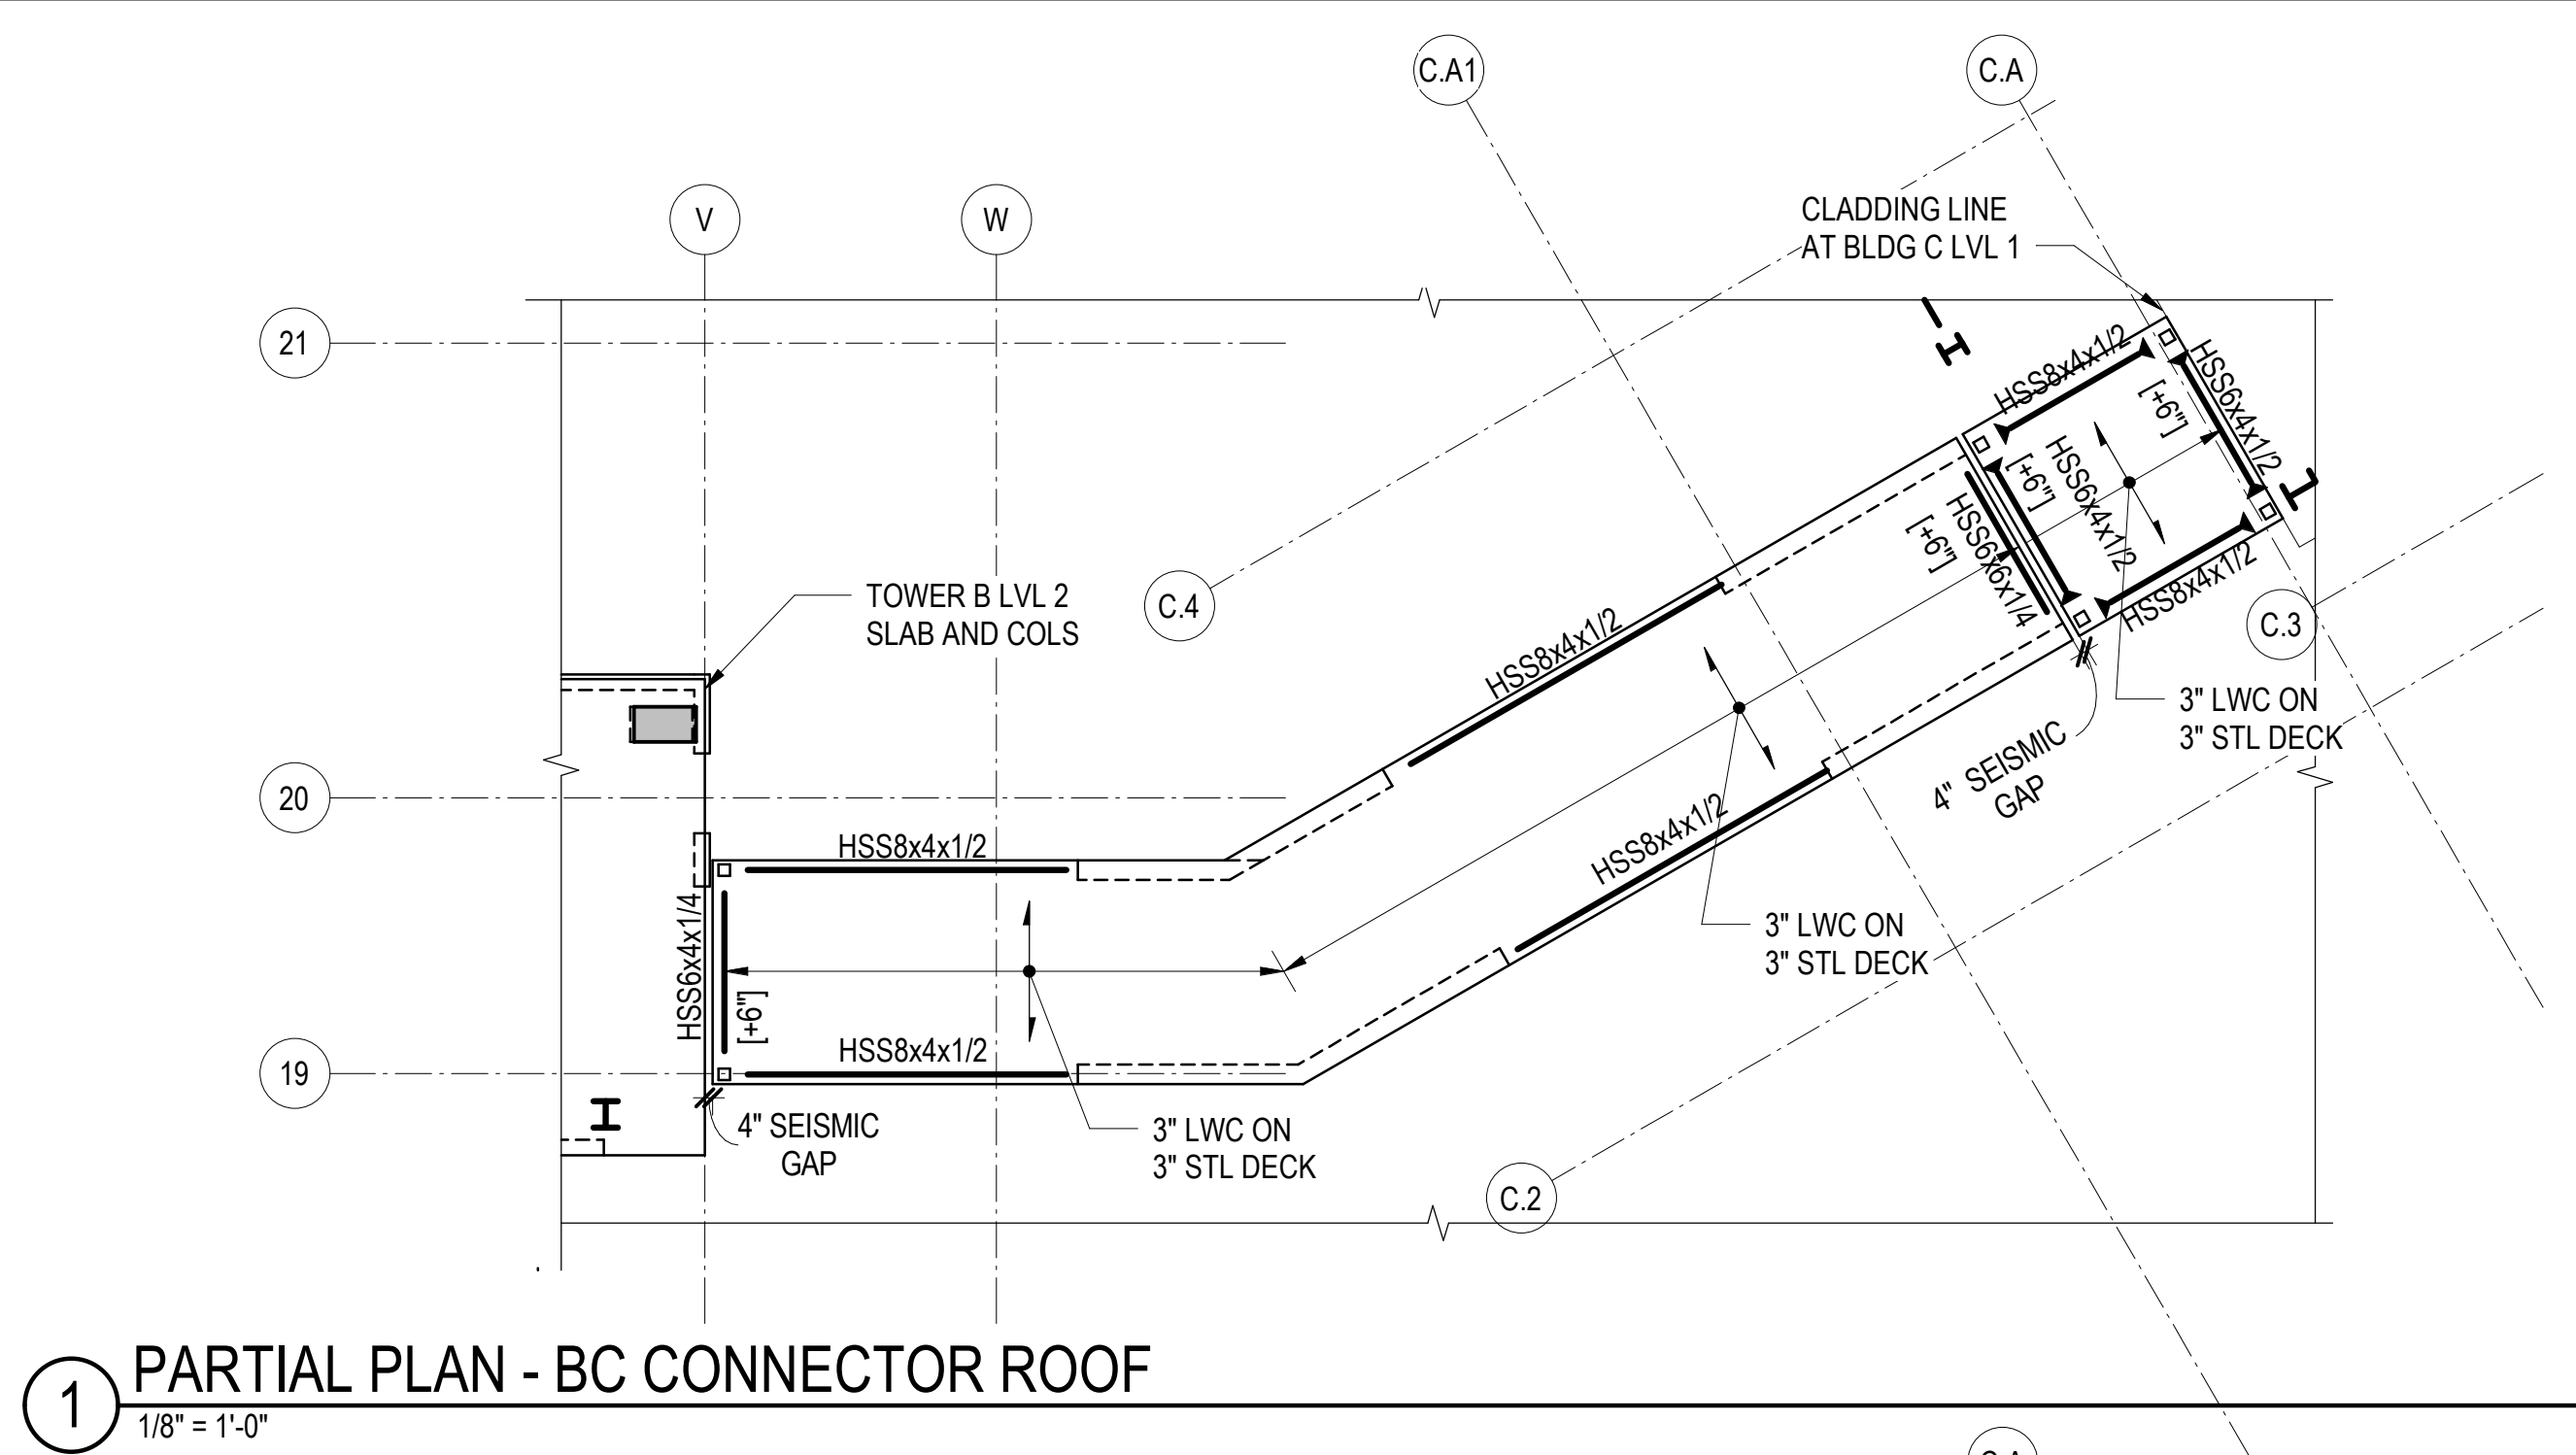 C.A1
C.A
CLADDING LINE
AT BLDG C LVL 1
V
W
21
HSS8x4x1/2
HSS6x4x1/2
[+6"]
HSS6x4x1/2
[+6"]
HSS6x6x1/4
[+6"]
HSS8x4x1/2
TOWER B LVL 2
SLAB AND COLS
C.4
C.3
HSS8x4x1/2
3" LWC ON
3" STL DECK
4" SEISMIC
GAP
20
HSS8x4x1/2
HSS8x4x1/2
3" LWC ON
3" STL DECK
HSS6x4x1/4
[+6"]
HSS8x4x1/2
19
4" SEISMIC
GAP
3" LWC ON
3" STL DECK
C.2
1
PARTIAL PLAN - BC CONNECTOR ROOF
1/8" = 1'-0"